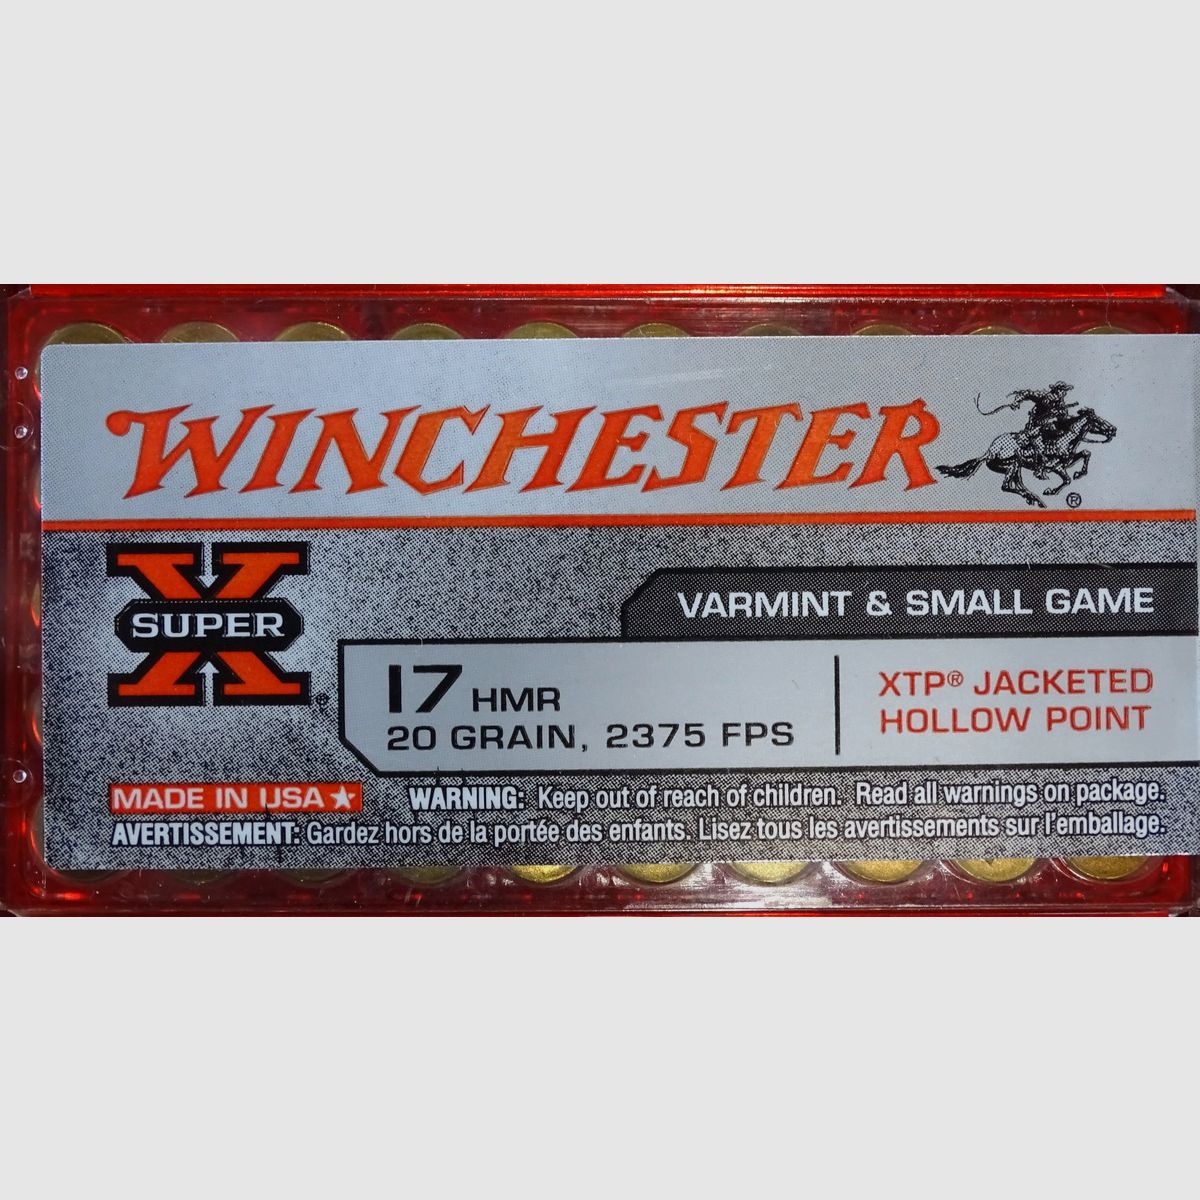 WINCHESTER
®
X
SUPER
®
VARMINT & SMALL GAME
17 HMR
20 GRAIN, 2375 FPS
XTP® JACKETED
HOLLOW POINT
MADE IN USA
WARNING: Keep out of reach of children. Read all warnings on package.
AVERTISSEMENT: Gardez hors de la portée des enfants. Lisez tous les avertissements sur l'emballage.